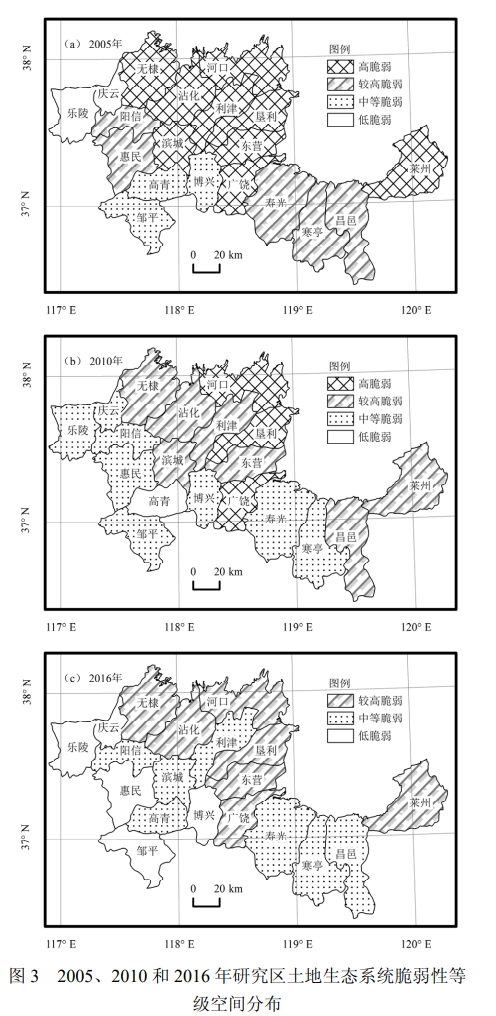 (a) 2005年
图例
高脆弱
较高脆弱
中等脆弱
低脆弱
无棣
河口
庆云
沾化
乐陵
阳信
利津
垦利
惠民
滨城
东营
莱州
高青
博兴
广饶
寿光
昌邑
邹平
寒亭
0 20 km
38° N
37° N
117° E 118° E 119° E 120° E
(b) 2010年
图例
高脆弱
较高脆弱
中等脆弱
低脆弱
无棣
河口
庆云
沾化
乐陵
阳信
利津
垦利
惠民
滨城
东营
莱州
高青
博兴
广饶
寿光
昌邑
邹平
寒亭
0 20 km
38° N
37° N
117° E 118° E 119° E 120° E
(c) 2016年
图例
较高脆弱
中等脆弱
低脆弱
无棣
河口
庆云
沾化
乐陵
阳信
利津
垦利
惠民
滨城
东营
莱州
高青
博兴
广饶
寿光
昌邑
邹平
寒亭
0 20 km
38° N
37° N
117° E 118° E 119° E 120° E
图 3 2005、2010 和 2016 年研究区土地生态系统脆弱性等
级空间分布